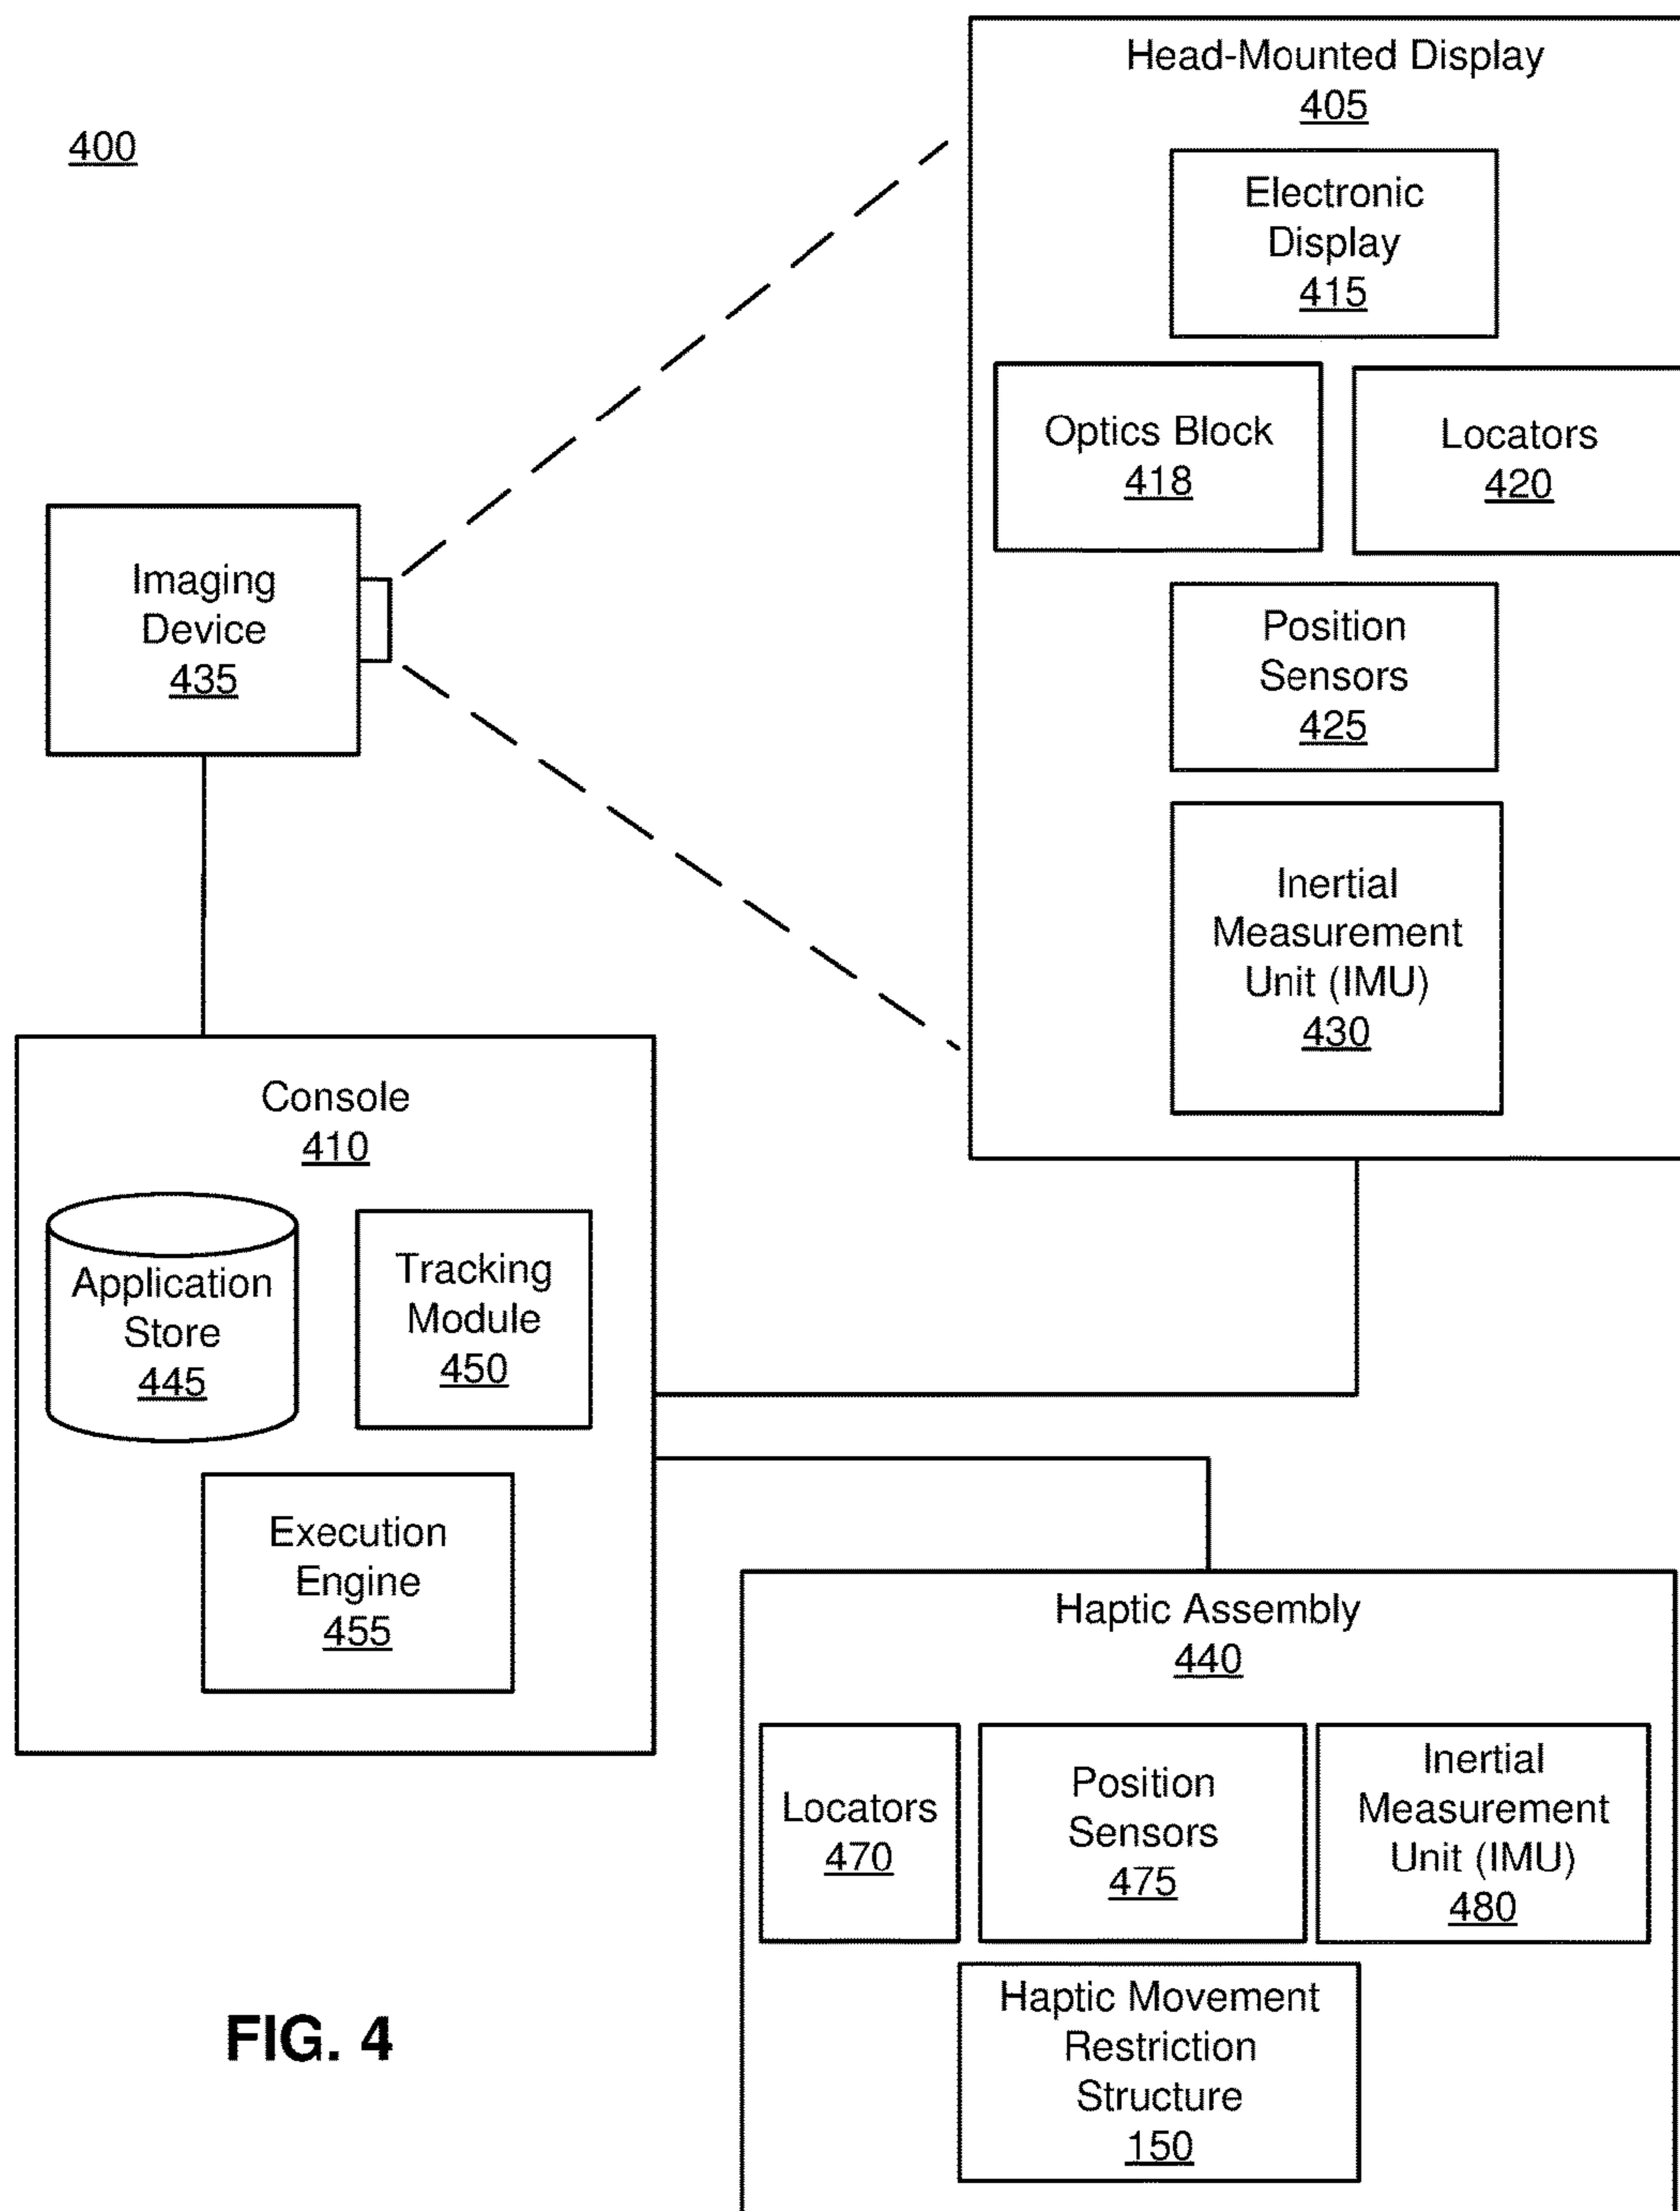 400
Head-Mounted Display
405
Electronic
Display
415
Optics Block
418
Locators
420
Position
Sensors
425
Inertial
Measurement
Unit (IMU)
430
Imaging
Device
435
Console
410
Application
Store
445
Tracking
Module
450
Execution
Engine
455
Haptic Assembly
440
Locators
470
Position
Sensors
475
Inertial
Measurement
Unit (IMU)
480
Haptic Movement
Restriction
Structure
150
FIG. 4